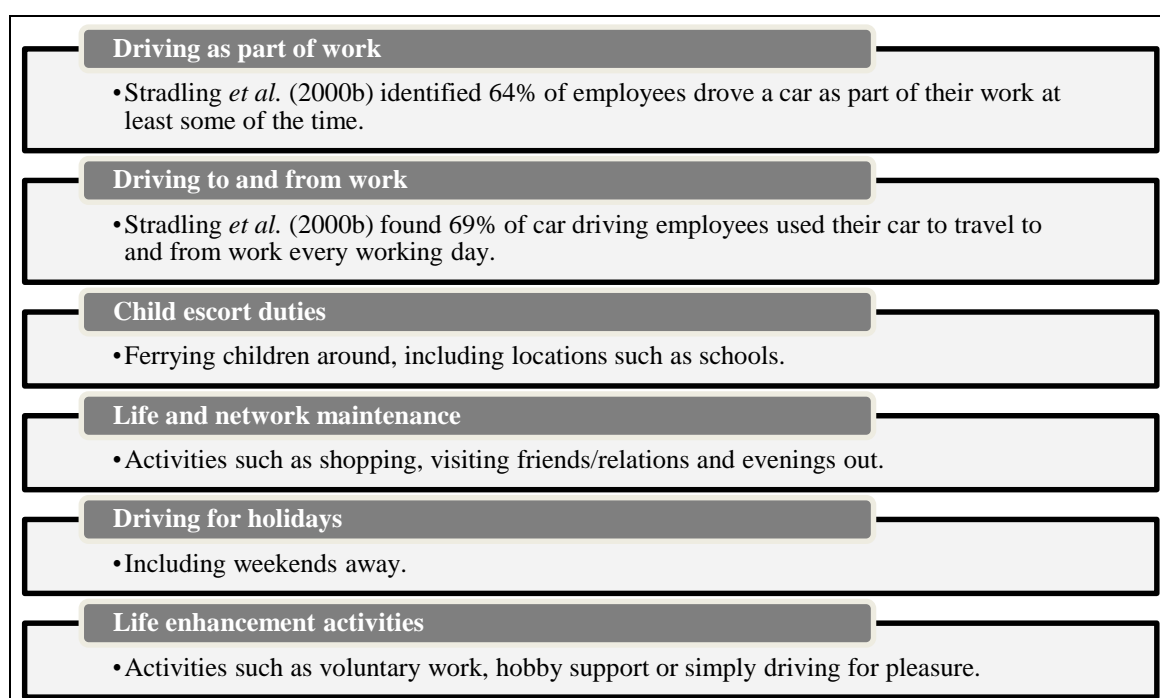 Driving as part of work
•Stradling et al. (2000b) identified 64% of employees drove a car as part of their work at
least some of the time.
Driving to and from work
•Stradling et al. (2000b) found 69% of car driving employees used their car to travel to
and from work every working day.
Child escort duties
•Ferrying children around, including locations such as schools.
Life and network maintenance
•Activities such as shopping, visiting friends/relations and evenings out.
Driving for holidays
•Including weekends away.
Life enhancement activities
•Activities such as voluntary work, hobby support or simply driving for pleasure.